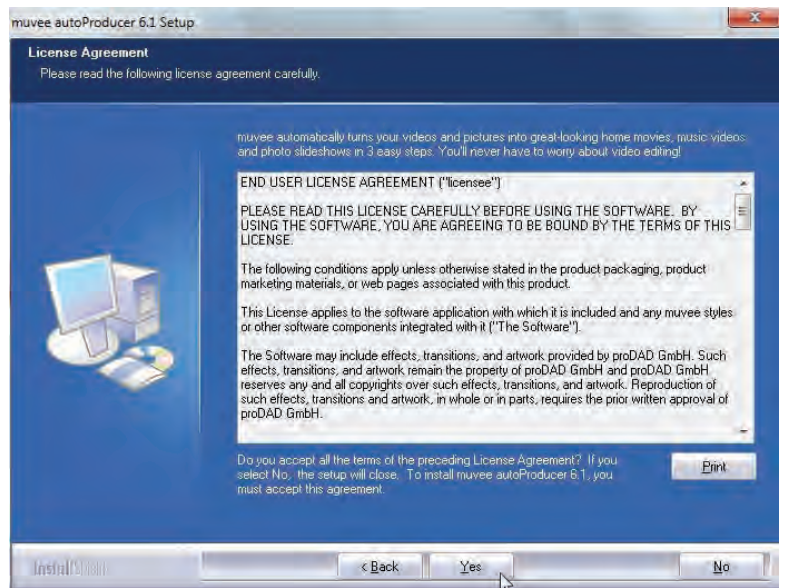 muvee autoProducer 6.1 Setup
License Agreement
Please read the following license agreement carefully.
muvee automatically turns your videos and pictures into great-looking home movies, music videos
and photo slideshows in 3 easy steps. You'll never have to worry about video editing!
END USER LICENSE AGREEMENT ("licensee")
PLEASE READ THIS LICENSE CAREFULLY BEFORE USING THE SOFTWARE. BY
USING THE SOFTWARE, YOU ARE AGREEING TO BE BOUND BY THE TERMS OF THIS
LICENSE.
The following conditions apply unless otherwise stated in the product packaging, product
marketing materials, or web pages associated with this product.
This License applies to the software application with which it is included and any muvee styles
or other software components integrated with it ("The Software").
The Software may include effects, transitions, and artwork provided by proDAD GmbH. Such
effects, transitions, and artwork remain the property of proDAD GmbH and proDAD GmbH
reserves any and all copyrights over such effects, transitions, and artwork. Reproduction of
such effects, transitions and artwork, in whole or in parts, requires the prior written approval of
proDAD GmbH.
Do you accept all the terms of the preceding License Agreement? If you
select No, the setup will close. To install muvee autoProducer 6.1, you
must accept this agreement.
Print
< Back
Yes
No